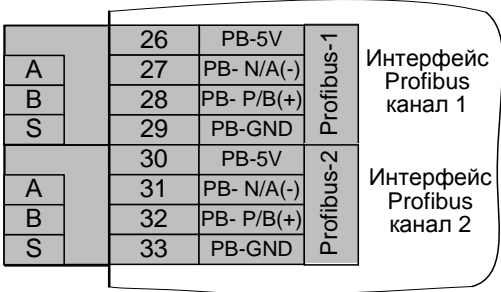 26 PB-5V
A 27 PB- N/A(-)
B 28 PB- P/B(+)
S 29 PB-GND
Profibus-1
Интерфейс
Profibus
канал 1
30 PB-5V
A 31 PB- N/A(-)
B 32 PB- P/B(+)
S 33 PB-GND
Profibus-2
Интерфейс
Profibus
канал 2